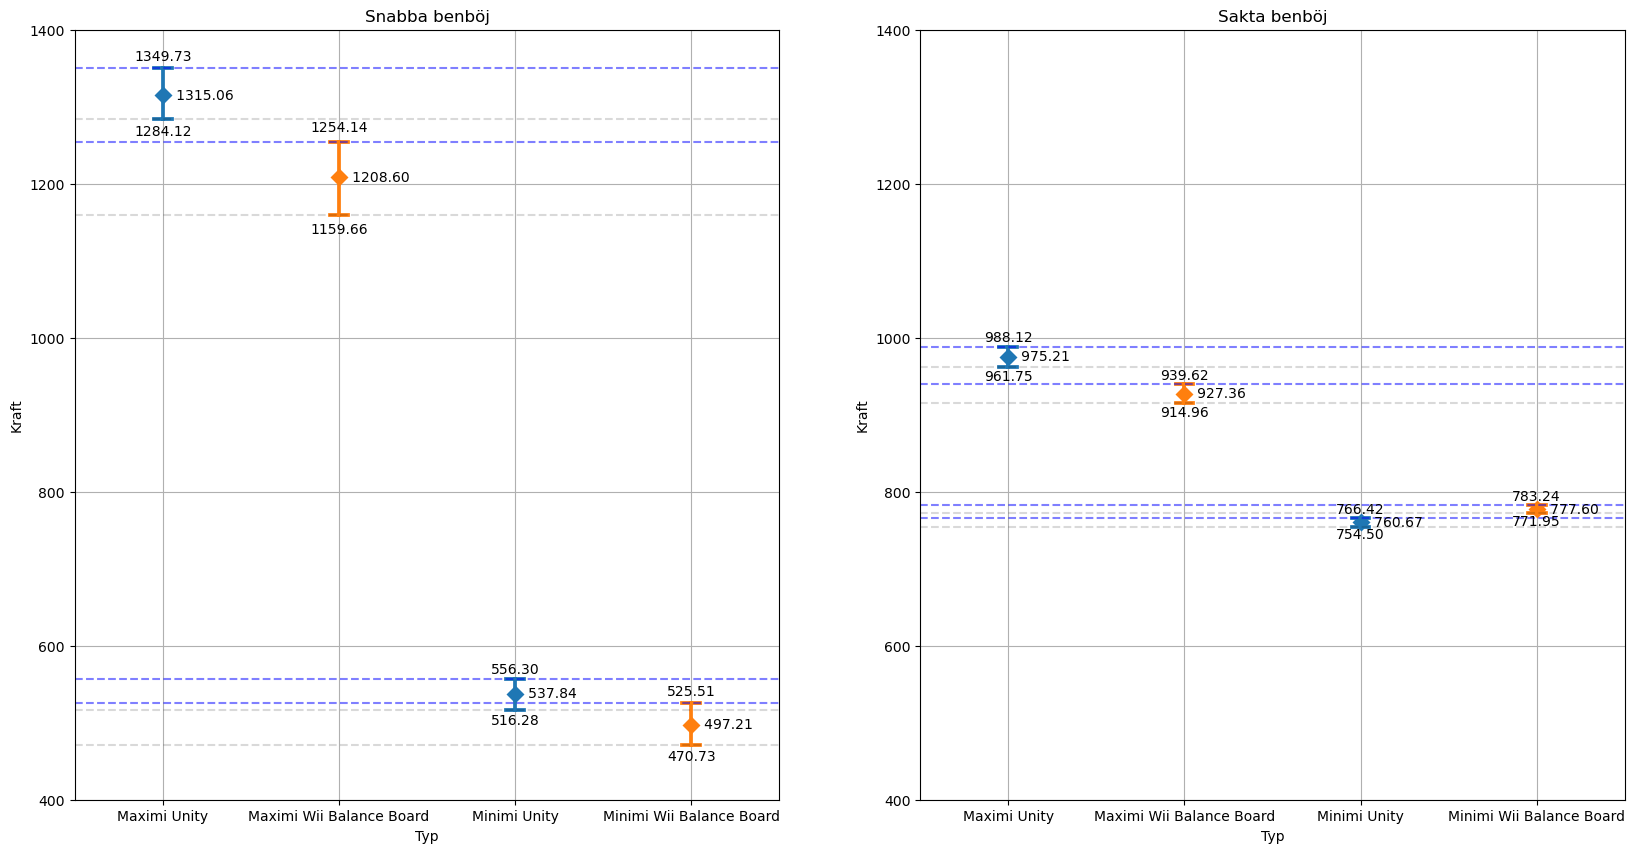 Snabba benböj
1400
1200
1000
800
600
400
Kraft
1349.73
1315.06
1284.12
1254.14
1208.60
1159.66
556.30
537.84
516.28
525.51
497.21
470.73
Maximi Unity
Maximi Wii Balance Board
Minimi Unity
Minimi Wii Balance Board
Typ
Sakta benböj
1400
1200
1000
800
600
400
Kraft
988.12
975.21
961.75
939.62
927.36
914.96
766.42
760.67
754.50
783.24
777.60
771.95
Maximi Unity
Maximi Wii Balance Board
Minimi Unity
Minimi Wii Balance Board
Typ